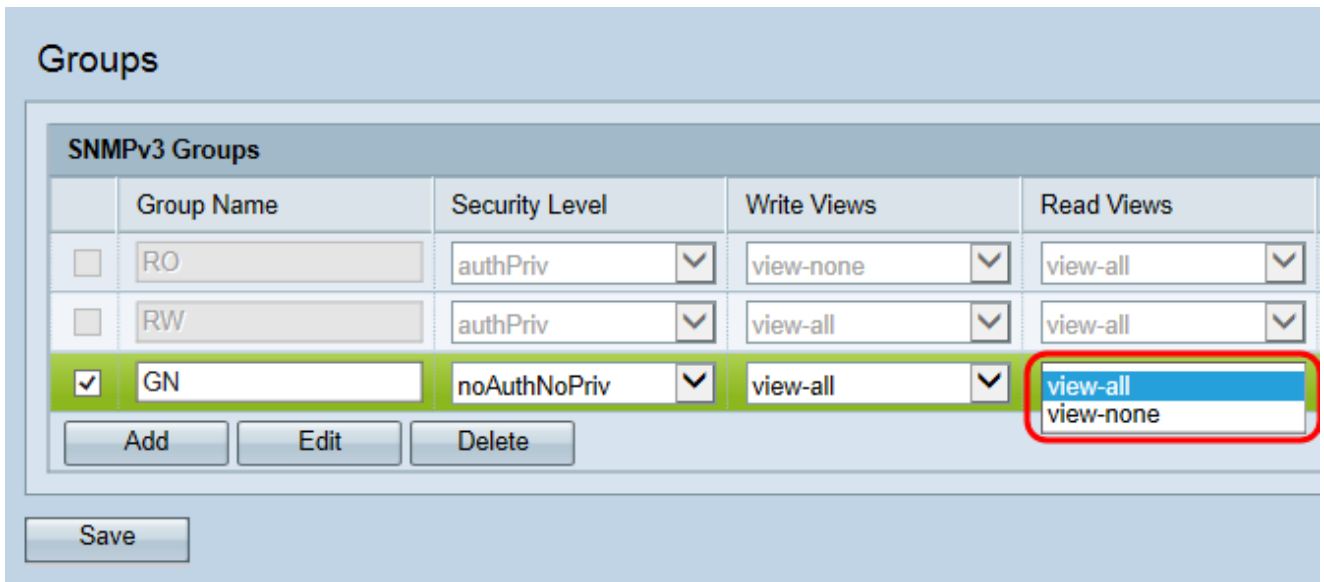 Groups
SNMPv3 Groups
Group Name Security Level Write Views Read Views
RO authPriv view-none view-all
RW authPriv view-all view-all
GN noAuthNoPriv view-all view-all
view-none
Add Edit Delete
Save